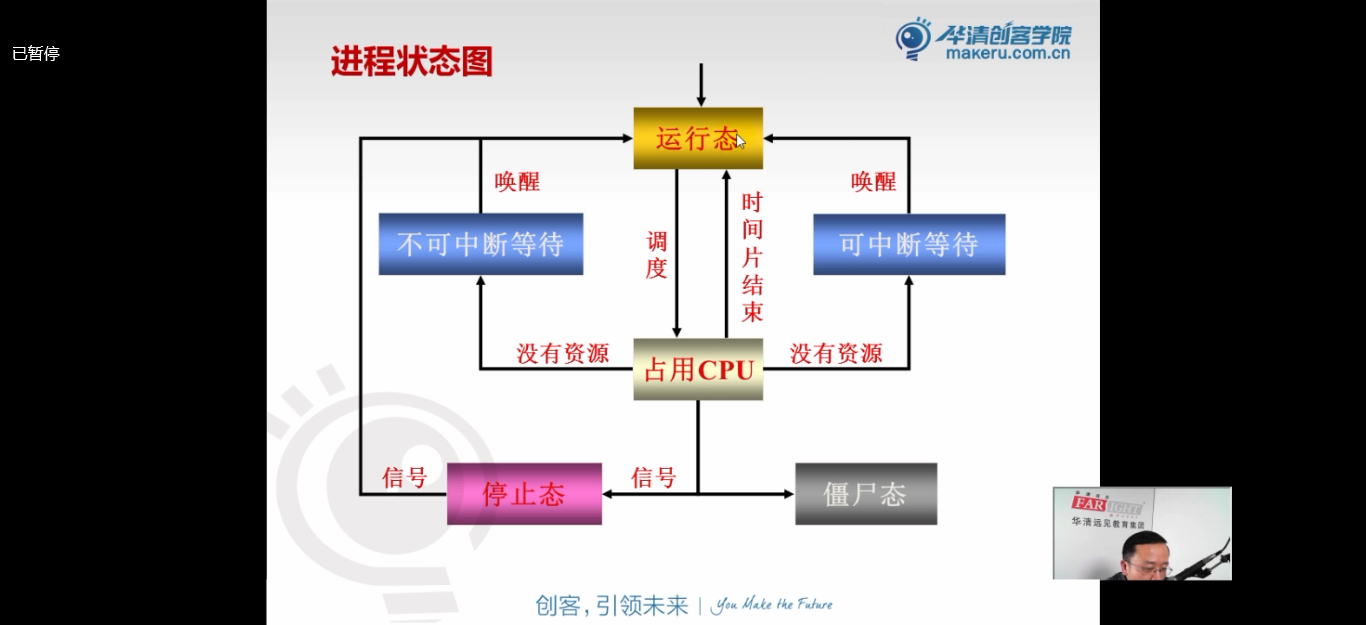 已暂停
进程状态图
华清创客学院
makeru.com.cn
运行态
唤醒
唤醒
不可中断等待
调度
时间片结束
可中断等待
没有资源
占用CPU
没有资源
信号
停止态
信号
僵尸态
华清远见
FARSIGHT
华清远见教育集团
创客,引领未来
You Make the Future